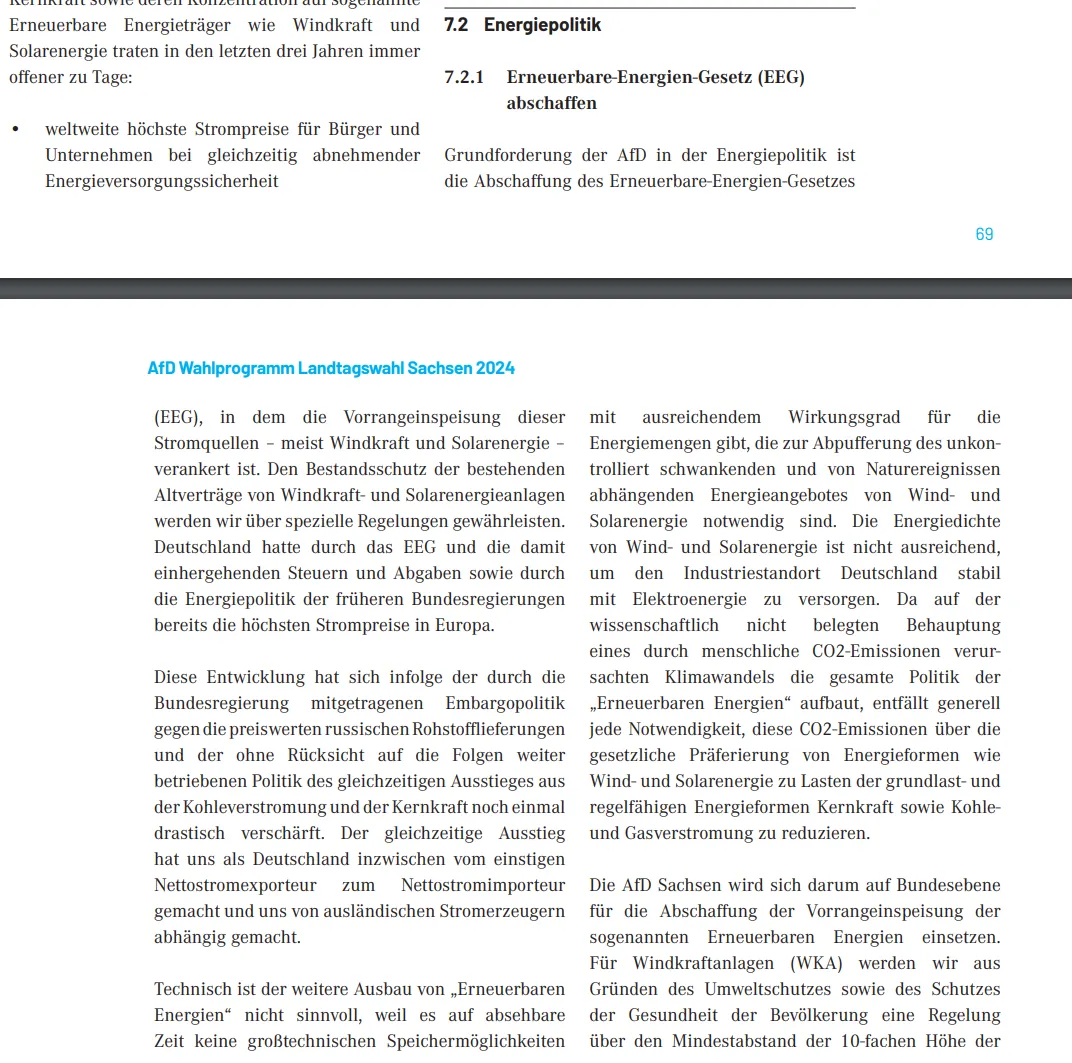 Kernkraft sowie deren Konzentration auf sogenannte
Erneuerbare Energieträger wie Windkraft und
Solarenergie traten in den letzten drei Jahren immer
offener zu Tage:
• weltweite höchste Strompreise für Bürger und
Unternehmen bei gleichzeitig abnehmender
Energieversorgungssicherheit
7.2 Energiepolitik
7.2.1 Erneuerbare-Energien-Gesetz (EEG)
abschaffen
Grundforderung der AfD in der Energiepolitik ist
die Abschaffung des Erneuerbare-Energien-Gesetzes
69
AfD Wahlprogramm Landtagswahl Sachsen 2024
(EEG), in dem die Vorrangeinspeisung dieser
Stromquellen – meist Windkraft und Solarenergie –
verankert ist. Den Bestandsschutz der bestehenden
Altverträge von Windkraft- und Solarenergieanlagen
werden wir über spezielle Regelungen gewährleisten.
Deutschland hatte durch das EEG und die damit
einhergehenden Steuern und Abgaben sowie durch
die Energiepolitik der früheren Bundesregierungen
bereits die höchsten Strompreise in Europa.
Diese Entwicklung hat sich infolge der durch die
Bundesregierung mitgetragenen Embargopolitik
gegen die preiswerten russischen Rohstofflieferungen
und der ohne Rücksicht auf die Folgen weiter
betriebenen Politik des gleichzeitigen Ausstieges aus
der Kohleverstromung und der Kernkraft noch einmal
drastisch verschärft. Der gleichzeitige Ausstieg
hat uns als Deutschland inzwischen vom einstigen
Nettostromexporteur zum Nettostromimporteur
gemacht und uns von ausländischen Stromerzeugern
abhängig gemacht.
Technisch ist der weitere Ausbau von „Erneuerbaren
Energien“ nicht sinnvoll, weil es auf absehbare
Zeit keine großtechnischen Speichermöglichkeiten
mit ausreichendem Wirkungsgrad für die
Energiemengen gibt, die zur Abpufferung des unkon-
trolliert schwankenden und von Naturereignissen
abhängenden Energieangebotes von Wind- und
Solarenergie notwendig sind. Die Energiedichte
von Wind- und Solarenergie ist nicht ausreichend,
um den Industriestandort Deutschland stabil
mit Elektroenergie zu versorgen. Da auf der
wissenschaftlich nicht belegten Behauptung
eines durch menschliche CO2-Emissionen verur-
sachten Klimawandels die gesamte Politik der
„Erneuerbaren Energien“ aufbaut, entfällt generell
jede Notwendigkeit, diese CO2-Emissionen über die
gesetzliche Präferierung von Energieformen wie
Wind- und Solarenergie zu Lasten der grundlast- und
regelfähigen Energieformen Kernkraft sowie Kohle-
und Gasverstromung zu reduzieren.
Die AfD Sachsen wird sich darum auf Bundesebene
für die Abschaffung der Vorrangeinspeisung der
sogenannten Erneuerbaren Energien einsetzen.
Für Windkraftanlagen (WKA) werden wir aus
Gründen des Umweltschutzes sowie des Schutzes
der Gesundheit der Bevölkerung eine Regelung
über den Mindestabstand der 10-fachen Höhe der